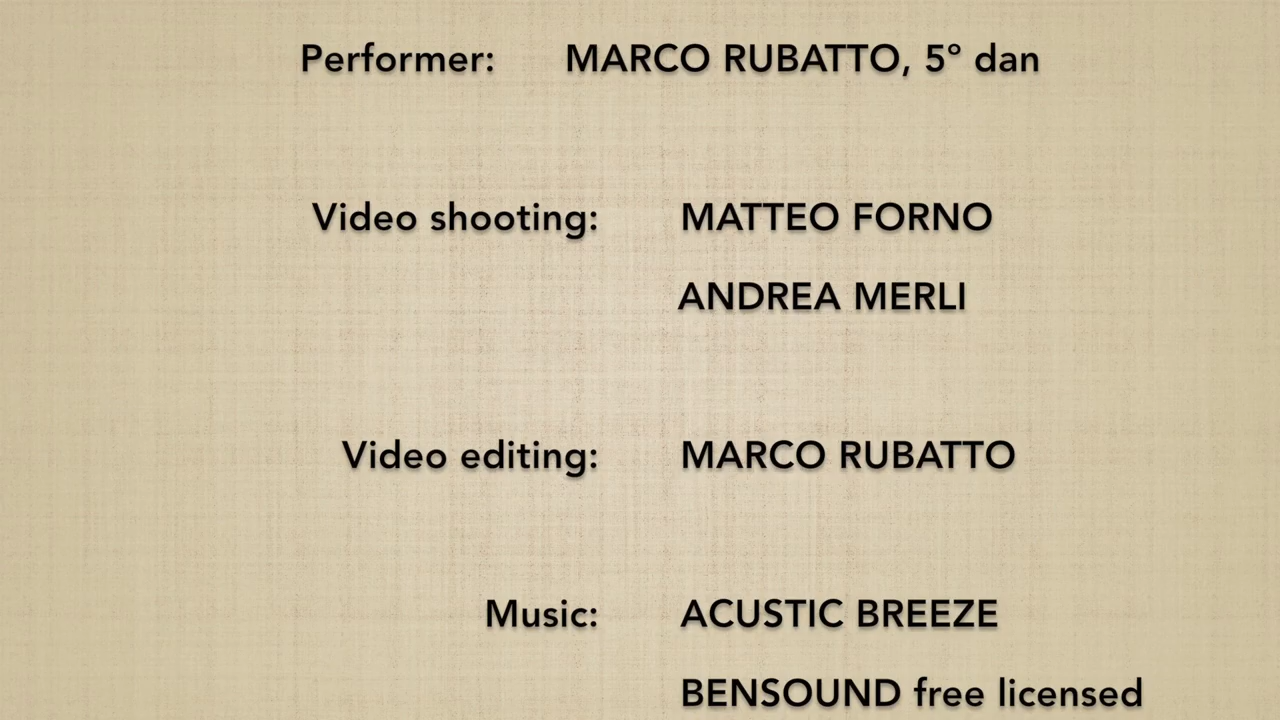 Performer: MARCO RUBATTO, 5° dan
Video shooting: MATTEO FORNO
ANDREA MERLI
Video editing: MARCO RUBATTO
Music: ACUSTIC BREEZE
BENSOUND free licensed